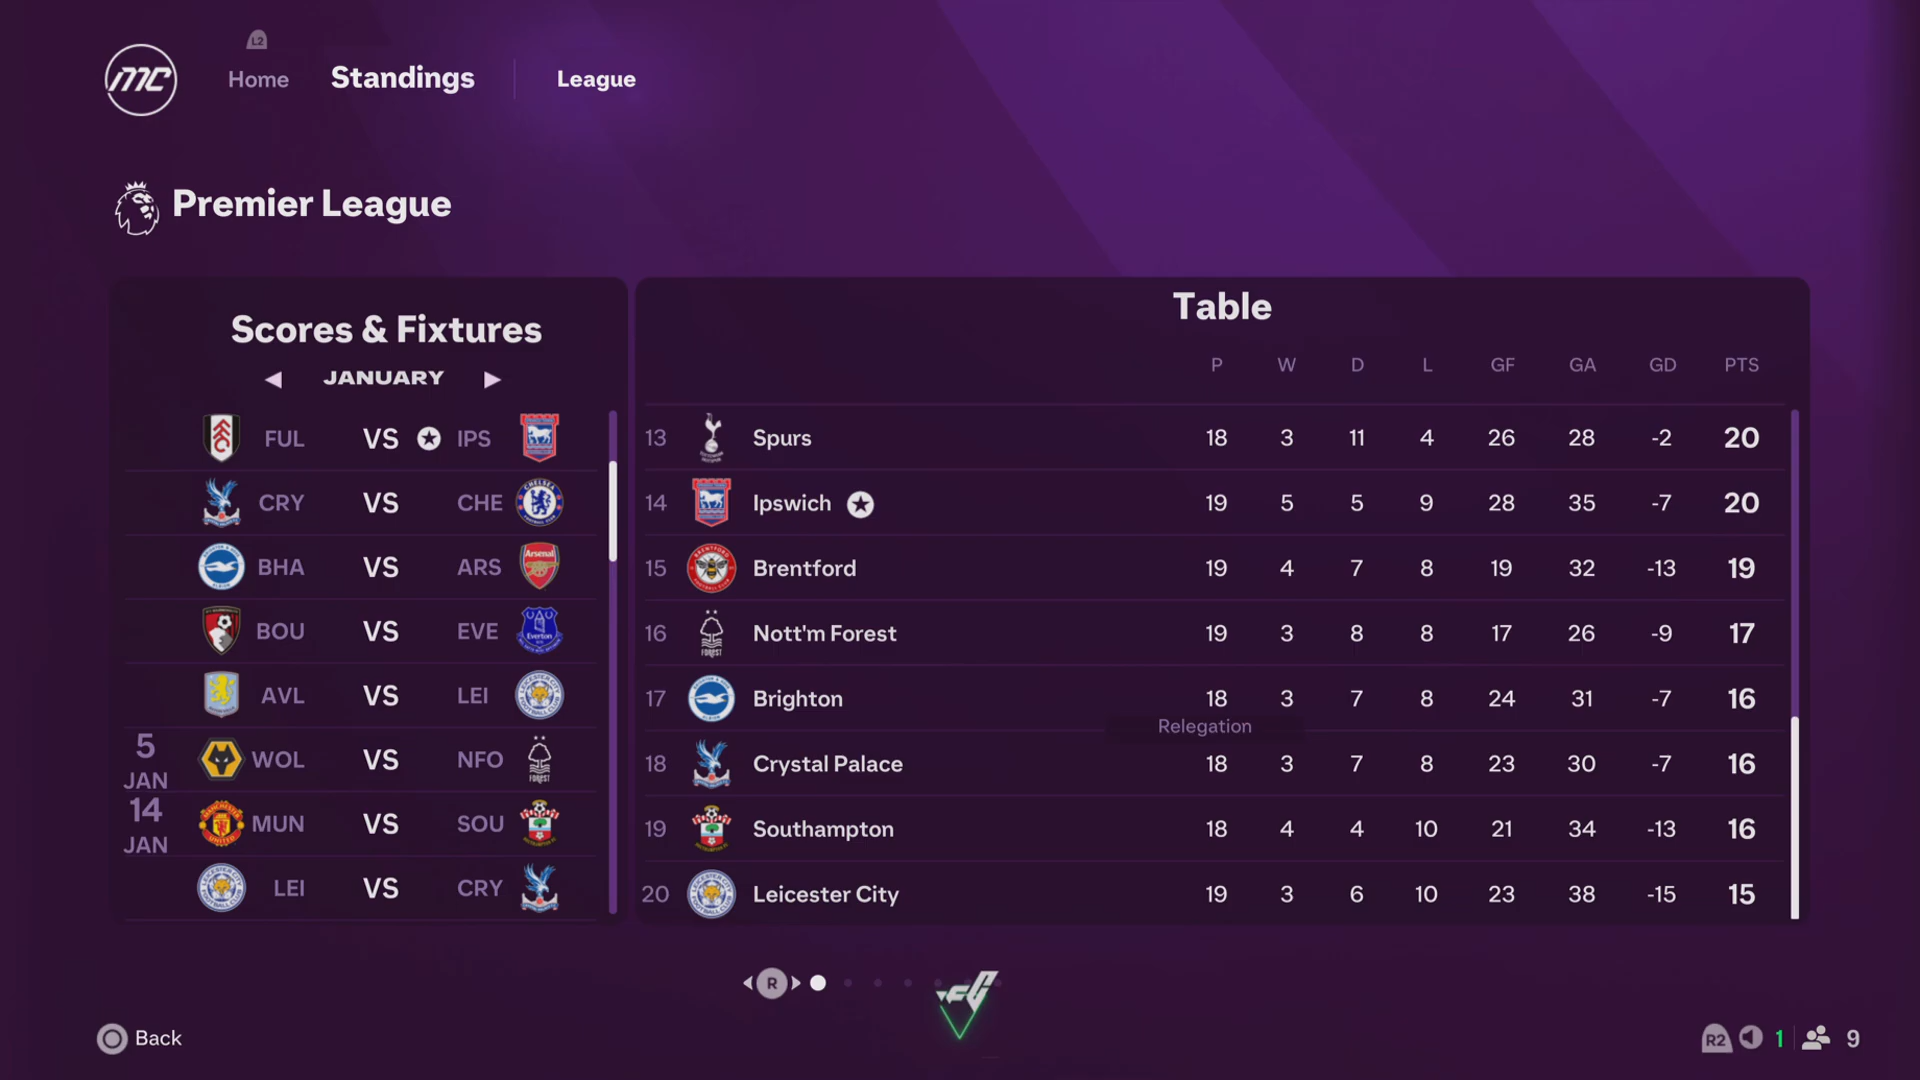 L2
MC Home Standings League
Premier League
Scores & Fixtures
JANUARY
FUL VS IPS
CRY VS CHE
BHA VS ARS
BOU VS EVE
AVL VS LEI
5 JAN WOL VS NFO
14 JAN MUN VS SOU
LEI VS CRY
Table
P W D L GF GA GD PTS
13 Spurs 18 3 11 4 26 28 -2 20
14 Ipswich 19 5 5 9 28 35 -7 20
15 Brentford 19 4 7 8 19 32 -13 19
16 Nott'm Forest 19 3 8 8 17 26 -9 17
17 Brighton 18 3 7 8 24 31 -7 16
Relegation
18 Crystal Palace 18 3 7 8 23 30 -7 16
19 Southampton 18 4 4 10 21 34 -13 16
20 Leicester City 19 3 6 10 23 38 -15 15
R
Back
R2 1 9